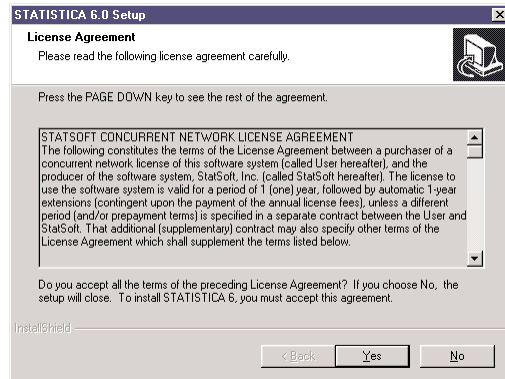 STATISTICA 6.0 Setup
License Agreement
Please read the following license agreement carefully.
Press the PAGE DOWN key to see the rest of the agreement.
STATSOFT CONCURRENT NETWORK LICENSE AGREEMENT
The following constitutes the terms of the License Agreement between a purchaser of a
concurrent network license of this software system (called User hereafter), and the
producer of the software system, StatSoft, Inc. (called StatSoft hereafter). The license to
use the software system is valid for a period of 1 (one) year, followed by automatic 1-year
extensions (contingent upon the payment of the annual license fees), unless a different
period (and/or prepayment terms) is specified in a separate contract between the User and
StatSoft. That additional (supplementary) contract may also specify other terms of the
License Agreement which shall supplement the terms listed below.
Do you accept all the terms of the preceding License Agreement? If you choose No, the
setup will close. To install STATISTICA 6, you must accept this agreement.
InstallShield
< Back
Yes
No